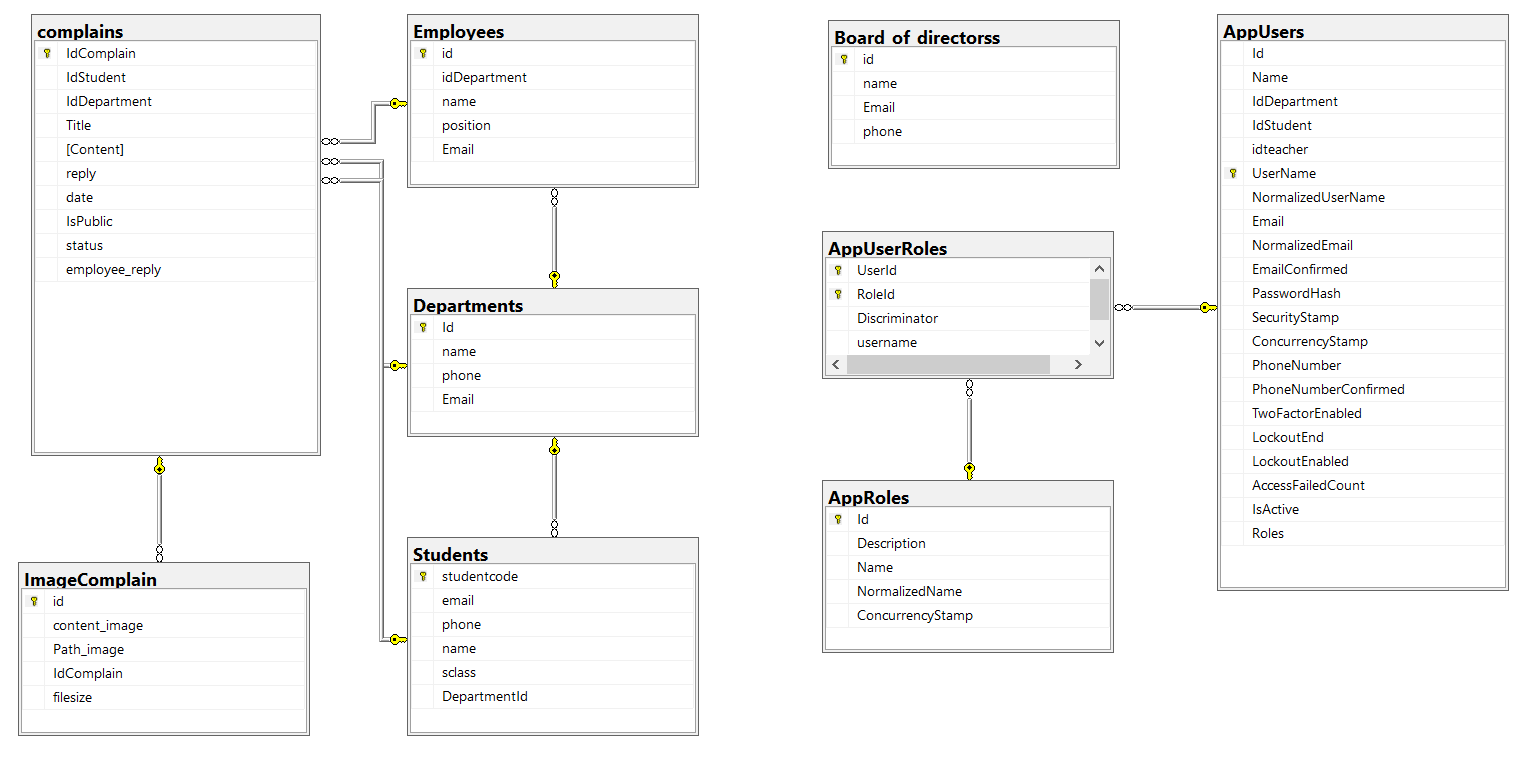 complains
IdComplain
IdStudent
IdDepartment
Title
[Content]
reply
date
IsPublic
status
employee_reply
ImageComplain
id
content_image
Path_image
IdComplain
filesize
Employees
id
idDepartment
name
position
Email
Departments
Id
name
phone
Email
Students
studentcode
email
phone
name
sclass
DepartmentId
Board_of_directorss
id
name
Email
phone
AppUserRoles
UserId
RoleId
Discriminator
username
AppRoles
Id
Description
Name
NormalizedName
ConcurrencyStamp
AppUsers
Id
Name
IdDepartment
IdStudent
idteacher
UserName
NormalizedUserName
Email
NormalizedEmail
EmailConfirmed
PasswordHash
SecurityStamp
ConcurrencyStamp
PhoneNumber
PhoneNumberConfirmed
TwoFactorEnabled
LockoutEnd
LockoutEnabled
AccessFailedCount
IsActive
Roles